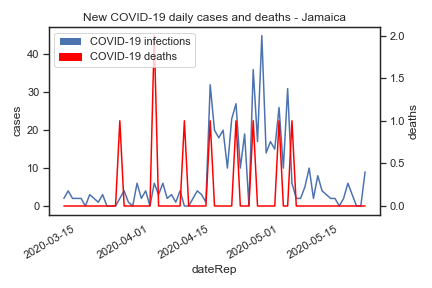 New COVID-19 daily cases and deaths - Jamaica
COVID-19 infections
COVID-19 deaths
cases
40
30
20
10
0
deaths
2.0
1.5
1.0
0.5
0.0
2020-03-15
2020-04-01
2020-04-15
2020-05-01
2020-05-15
dateRep